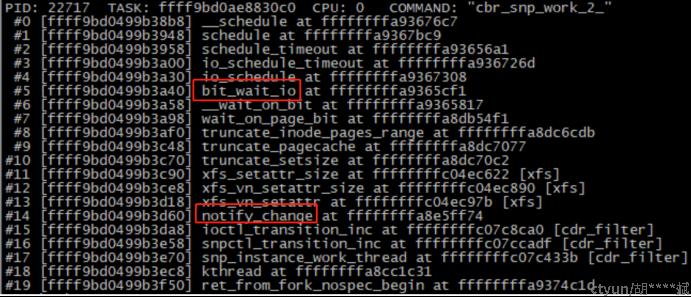 PID: 22717  TASK: ffff9bd0ae8830c0  CPU: 0  COMMAND: "cbr_snp_work_2_"
#0 [ffff9bd0499b38b8] __schedule at ffffffffa93676c7
#1 [ffff9bd0499b3948] schedule at ffffffffa9367bc9
#2 [ffff9bd0499b3958] schedule_timeout at ffffffffa93656a1
#3 [ffff9bd0499b3a00] io_schedule_timeout at ffffffffa936726d
#4 [ffff9bd0499b3a30] io_schedule at ffffffffa9367308
#5 [ffff9bd0499b3a40] bit_wait_io at ffffffffa9365cf1
#6 [ffff9bd0499b3a58] __wait_on_bit at ffffffffa9365817
#7 [ffff9bd0499b3a98] wait_on_page_bit at ffffffffa8db54f1
#8 [ffff9bd0499b3af0] truncate_inode_pages_range at ffffffffa8dc6cdb
#9 [ffff9bd0499b3c48] truncate_pagecache at ffffffffa8dc7077
#10 [ffff9bd0499b3c70] truncate_setsize at ffffffffa8dc70c2
#11 [ffff9bd0499b3c90] xfs_setattr_size at ffffffffc04ec622 [xfs]
#12 [ffff9bd0499b3ce8] xfs_vn_setattr_size at ffffffffc04ec890 [xfs]
#13 [ffff9bd0499b3d18] xfs_vn_setattr at ffffffffc04ec97b [xfs]
#14 [ffff9bd0499b3d60] notify_change at ffffffffa8e5ff74
#15 [ffff9bd0499b3da8] ioctl_transition_inc at ffffffffc07c8ca0 [cdr_filter]
#16 [ffff9bd0499b3e58] snpctl_transition_inc at ffffffffc07ccadf [cdr_filter]
#17 [ffff9bd0499b3e70] snp_instance_work_thread at ffffffffc07c433b [cdr_filter]
#18 [ffff9bd0499b3ec8] kthread at ffffffffa8cc1c31
#19 [ffff9bd0499b3f50] ret_from_fork_nospec_begin at ffffffffa9374c1d